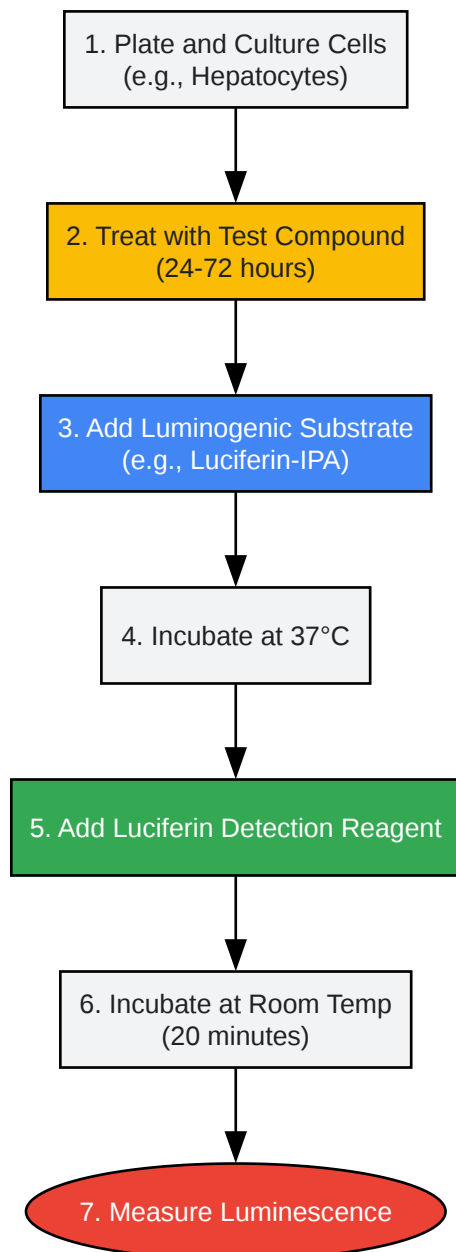 1. Plate and Culture Cells
(e.g., Hepatocytes)
2. Treat with Test Compound
(24-72 hours)
3. Add Luminogenic Substrate
(e.g., Luciferin-IPA)
4. Incubate at 37°C
5. Add Luciferin Detection Reagent
6. Incubate at Room Temp
(20 minutes)
7. Measure Luminescence